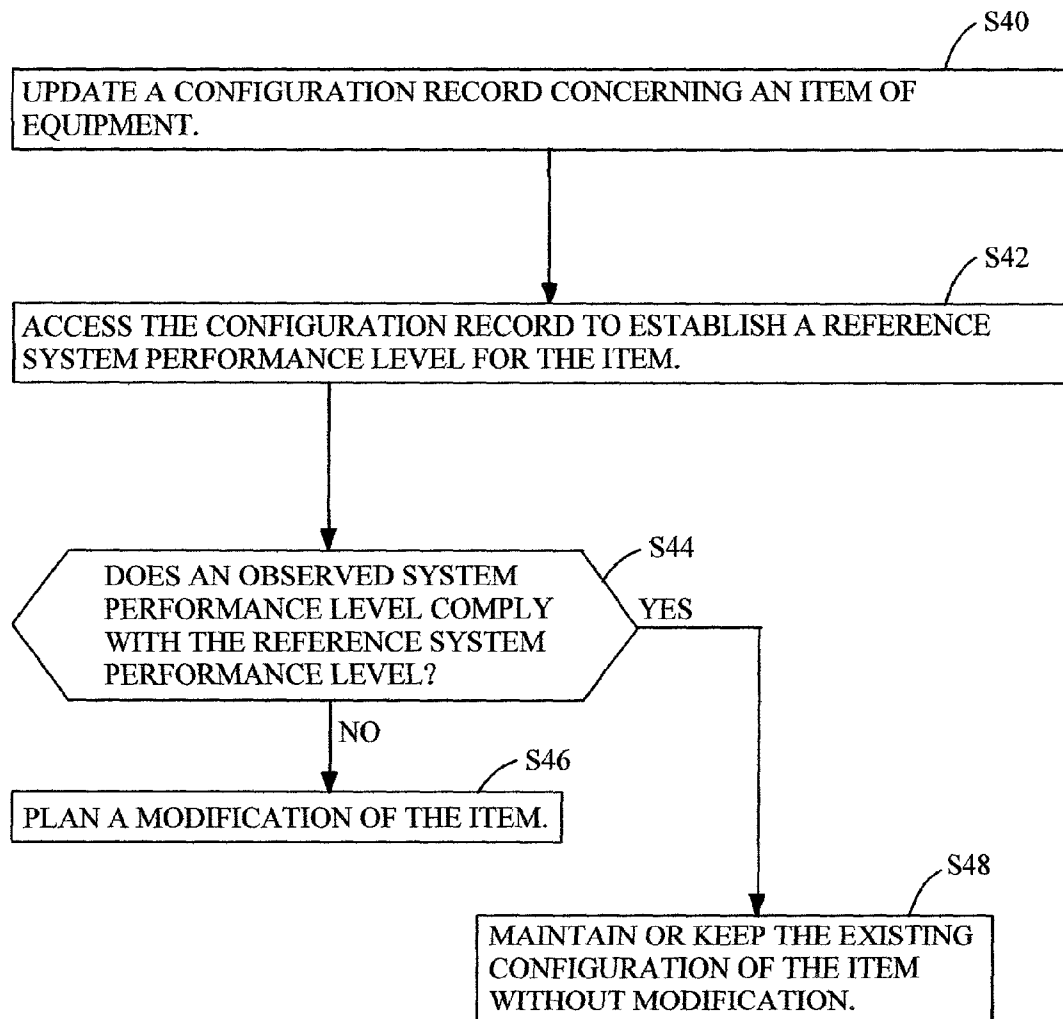 S40
UPDATE A CONFIGURATION RECORD CONCERNING AN ITEM OF
EQUIPMENT.
S42
ACCESS THE CONFIGURATION RECORD TO ESTABLISH A REFERENCE
SYSTEM PERFORMANCE LEVEL FOR THE ITEM.
S44
DOES AN OBSERVED SYSTEM
PERFORMANCE LEVEL COMPLY
WITH THE REFERENCE SYSTEM
PERFORMANCE LEVEL?
YES
NO
S46
PLAN A MODIFICATION OF THE ITEM.
S48
MAINTAIN OR KEEP THE EXISTING
CONFIGURATION OF THE ITEM
WITHOUT MODIFICATION.